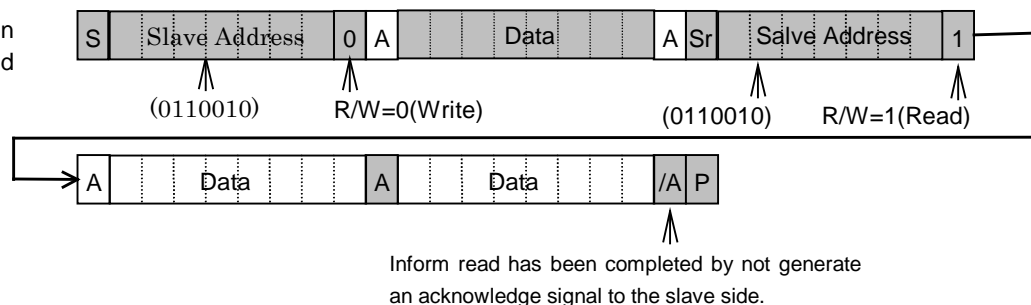 n
d
S Slave Address 0 A Data A Sr Salve Address 1
(0110010) R/W=0(Write) (0110010) R/W=1(Read)
A Data A Data /A P
Inform read has been completed by not generate
an acknowledge signal to the slave side.